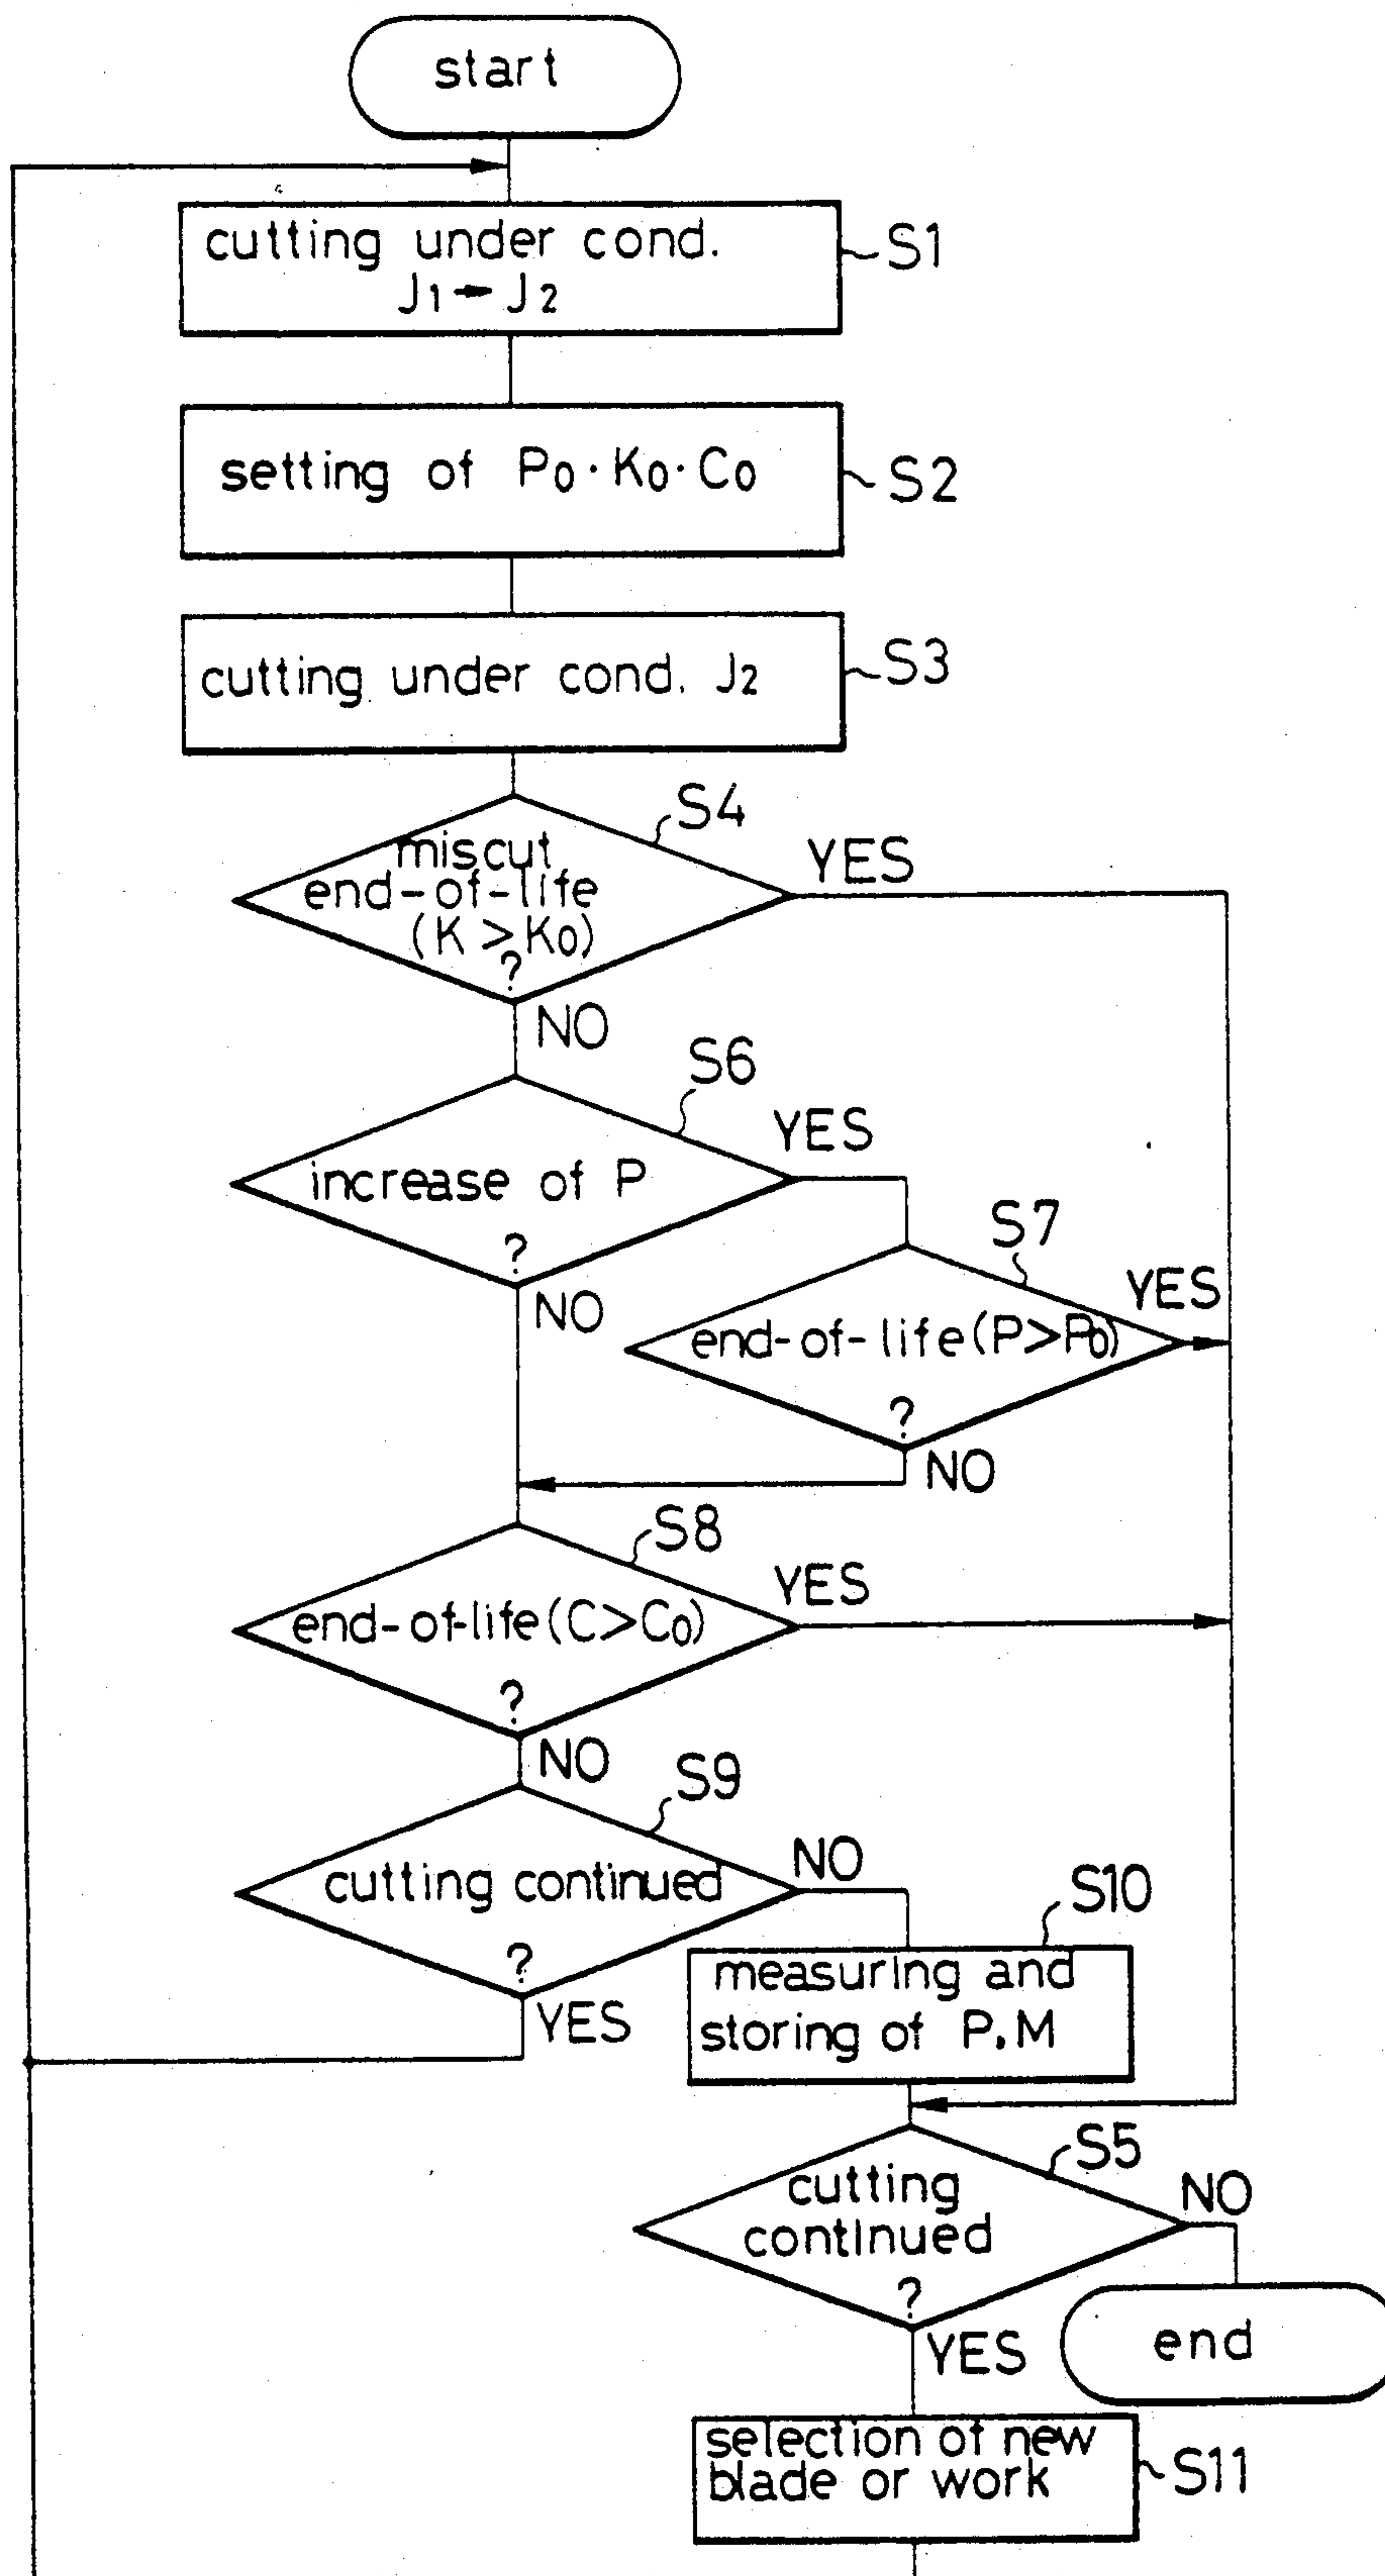 start
cutting under cond.
J1 → J2
S1
setting of P0·K0·C0
S2
cutting under cond. J2
S3
S4
miscut
end-of-life
(K > K0)
?
YES
NO
S6
increase of P
?
YES
NO
S7
end-of-life(P>P0)
?
YES
NO
S8
end-of-life(C>C0)
?
YES
NO
S9
cutting continued
?
NO
YES
S10
measuring and
storing of P,M
S5
cutting
continued
?
NO
YES
end
selection of new
blade or work
S11